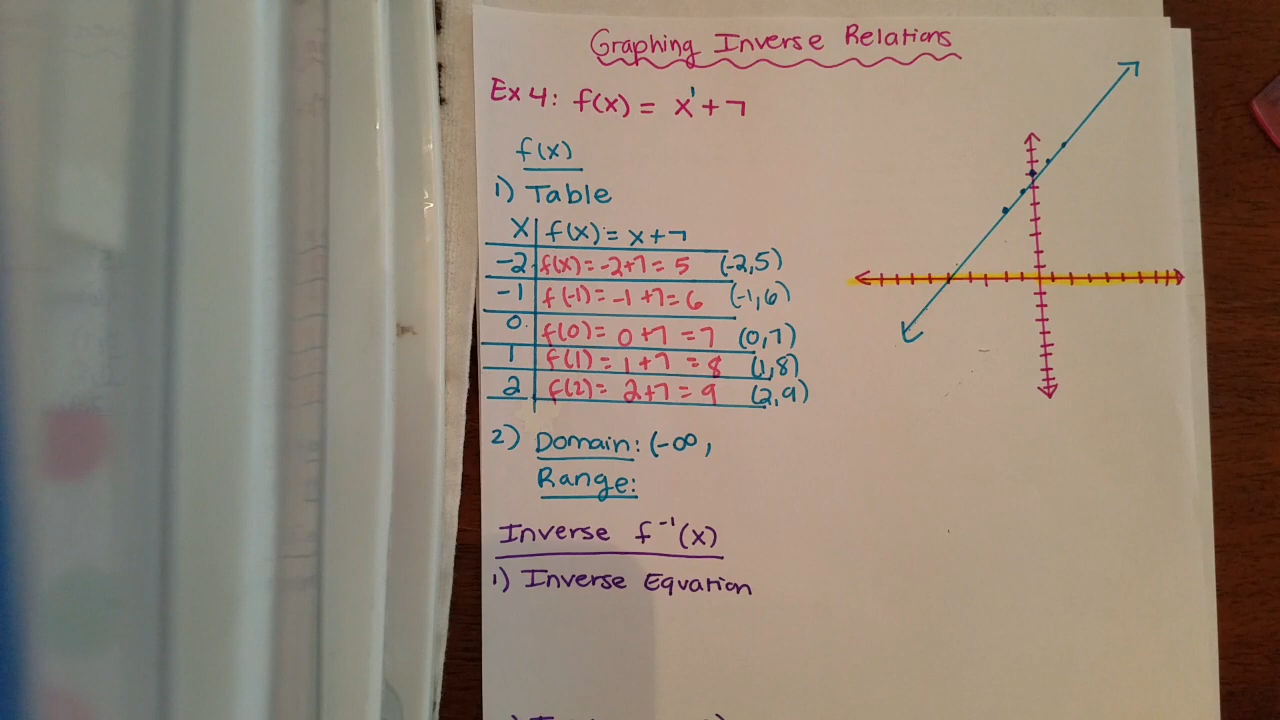 Graphing Inverse Relations
Ex 4: f(x) = x¹ + 7
f(x)
1) Table
x | f(x) = x + 7
-2 | f(x) = -2+7 = 5 (-2,5)
-1 | f(-1) = -1 +7 = 6 (-1,6)
0 | f(0) = 0 +7 = 7 (0,7)
1 | f(1) = 1+7 = 8 (1,8)
2 | f(2) = 2+7 = 9 (2,9)
2) Domain: (-∞,
Range:
Inverse f⁻¹(x)
1) Inverse Equation